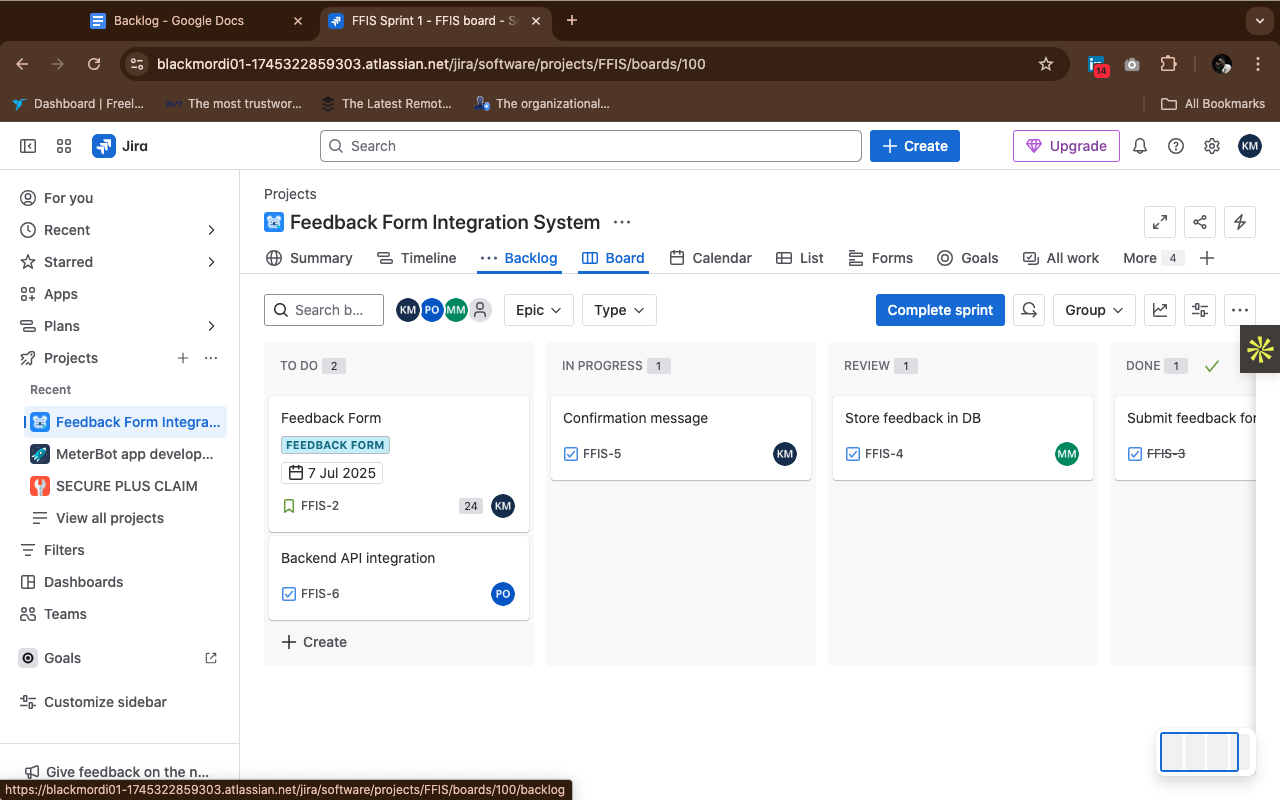 Backlog - Google Docs
FFIS Sprint 1 - FFIS board - S
blackmordi01-1745322859303.atlassian.net/jira/software/projects/FFIS/boards/100
14
Dashboard | Freel...
24/7 The most trustwor...
The Latest Remot...
The organizational...
All Bookmarks
Jira
Search
Create
Upgrade
KM
For you
Recent
Starred
Apps
Plans
Projects
Recent
Feedback Form Integra...
MeterBot app develop...
SECURE PLUS CLAIM
View all projects
Filters
Dashboards
Teams
Goals
Customize sidebar
Give feedback on the n...
Projects
Feedback Form Integration System
Summary Timeline Backlog Board Calendar List Forms Goals All work More 4
Search b... KM PO MM Epic Type Complete sprint Group
TO DO 2
Feedback Form
FEEDBACK FORM
7 Jul 2025
FFIS-2 24 KM
Backend API integration
FFIS-6 PO
Create
IN PROGRESS 1
Confirmation message
FFIS-5 KM
REVIEW 1
Store feedback in DB
FFIS-4 MM
DONE 1
Submit feedback for
FFIS-3
https://blackmordi01-1745322859303.atlassian.net/jira/software/projects/FFIS/boards/100/backlog